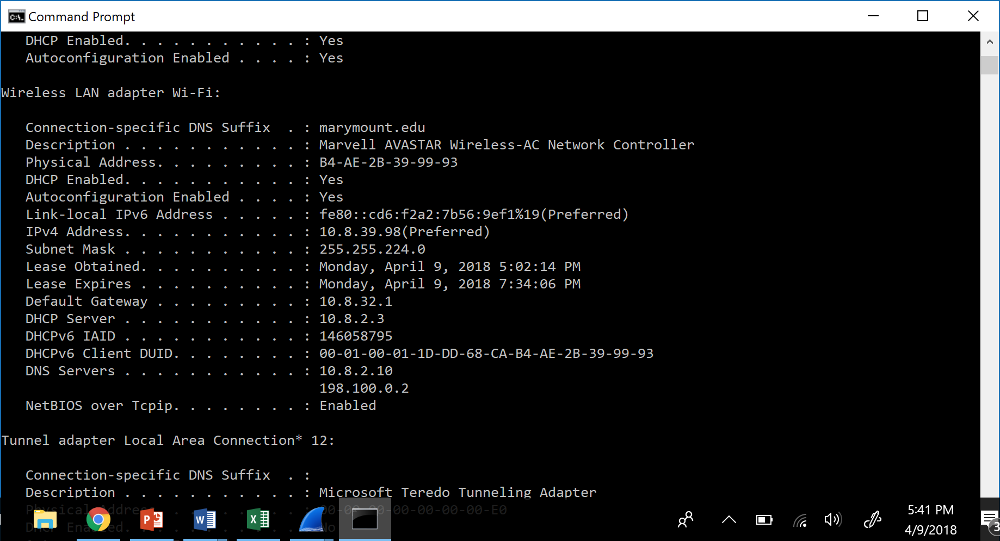 Command Prompt
DHCP Enabled. . . . . . . . . . . : Yes
Autoconfiguration Enabled . . . . : Yes
Wireless LAN adapter Wi-Fi:
Connection-specific DNS Suffix  . : marymount.edu
Description . . . . . . . . . . . : Marvell AVASTAR Wireless-AC Network Controller
Physical Address. . . . . . . . . : B4-AE-2B-39-99-93
DHCP Enabled. . . . . . . . . . . : Yes
Autoconfiguration Enabled . . . . : Yes
Link-local IPv6 Address . . . . . : fe80::cd6:f2a2:7b56:9ef1%19(Preferred)
IPv4 Address. . . . . . . . . . . : 10.8.39.98(Preferred)
Subnet Mask . . . . . . . . . . . : 255.255.224.0
Lease Obtained. . . . . . . . . . : Monday, April 9, 2018 5:02:14 PM
Lease Expires . . . . . . . . . . : Monday, April 9, 2018 7:34:06 PM
Default Gateway . . . . . . . . . : 10.8.32.1
DHCP Server . . . . . . . . . . . : 10.8.2.3
DHCPv6 IAID . . . . . . . . . . . : 146058795
DHCPv6 Client DUID. . . . . . . . : 00-01-00-01-1D-DD-68-CA-B4-AE-2B-39-99-93
DNS Servers . . . . . . . . . . . : 10.8.2.10
198.100.0.2
NetBIOS over Tcpip. . . . . . . . : Enabled
Tunnel adapter Local Area Connection* 12:
Connection-specific DNS Suffix  . :
Description . . . . . . . . . . . : Microsoft Teredo Tunneling Adapter
Physical 00-00-00-00-00-00-E0
DHCP No
5:41 PM
4/9/2018
3